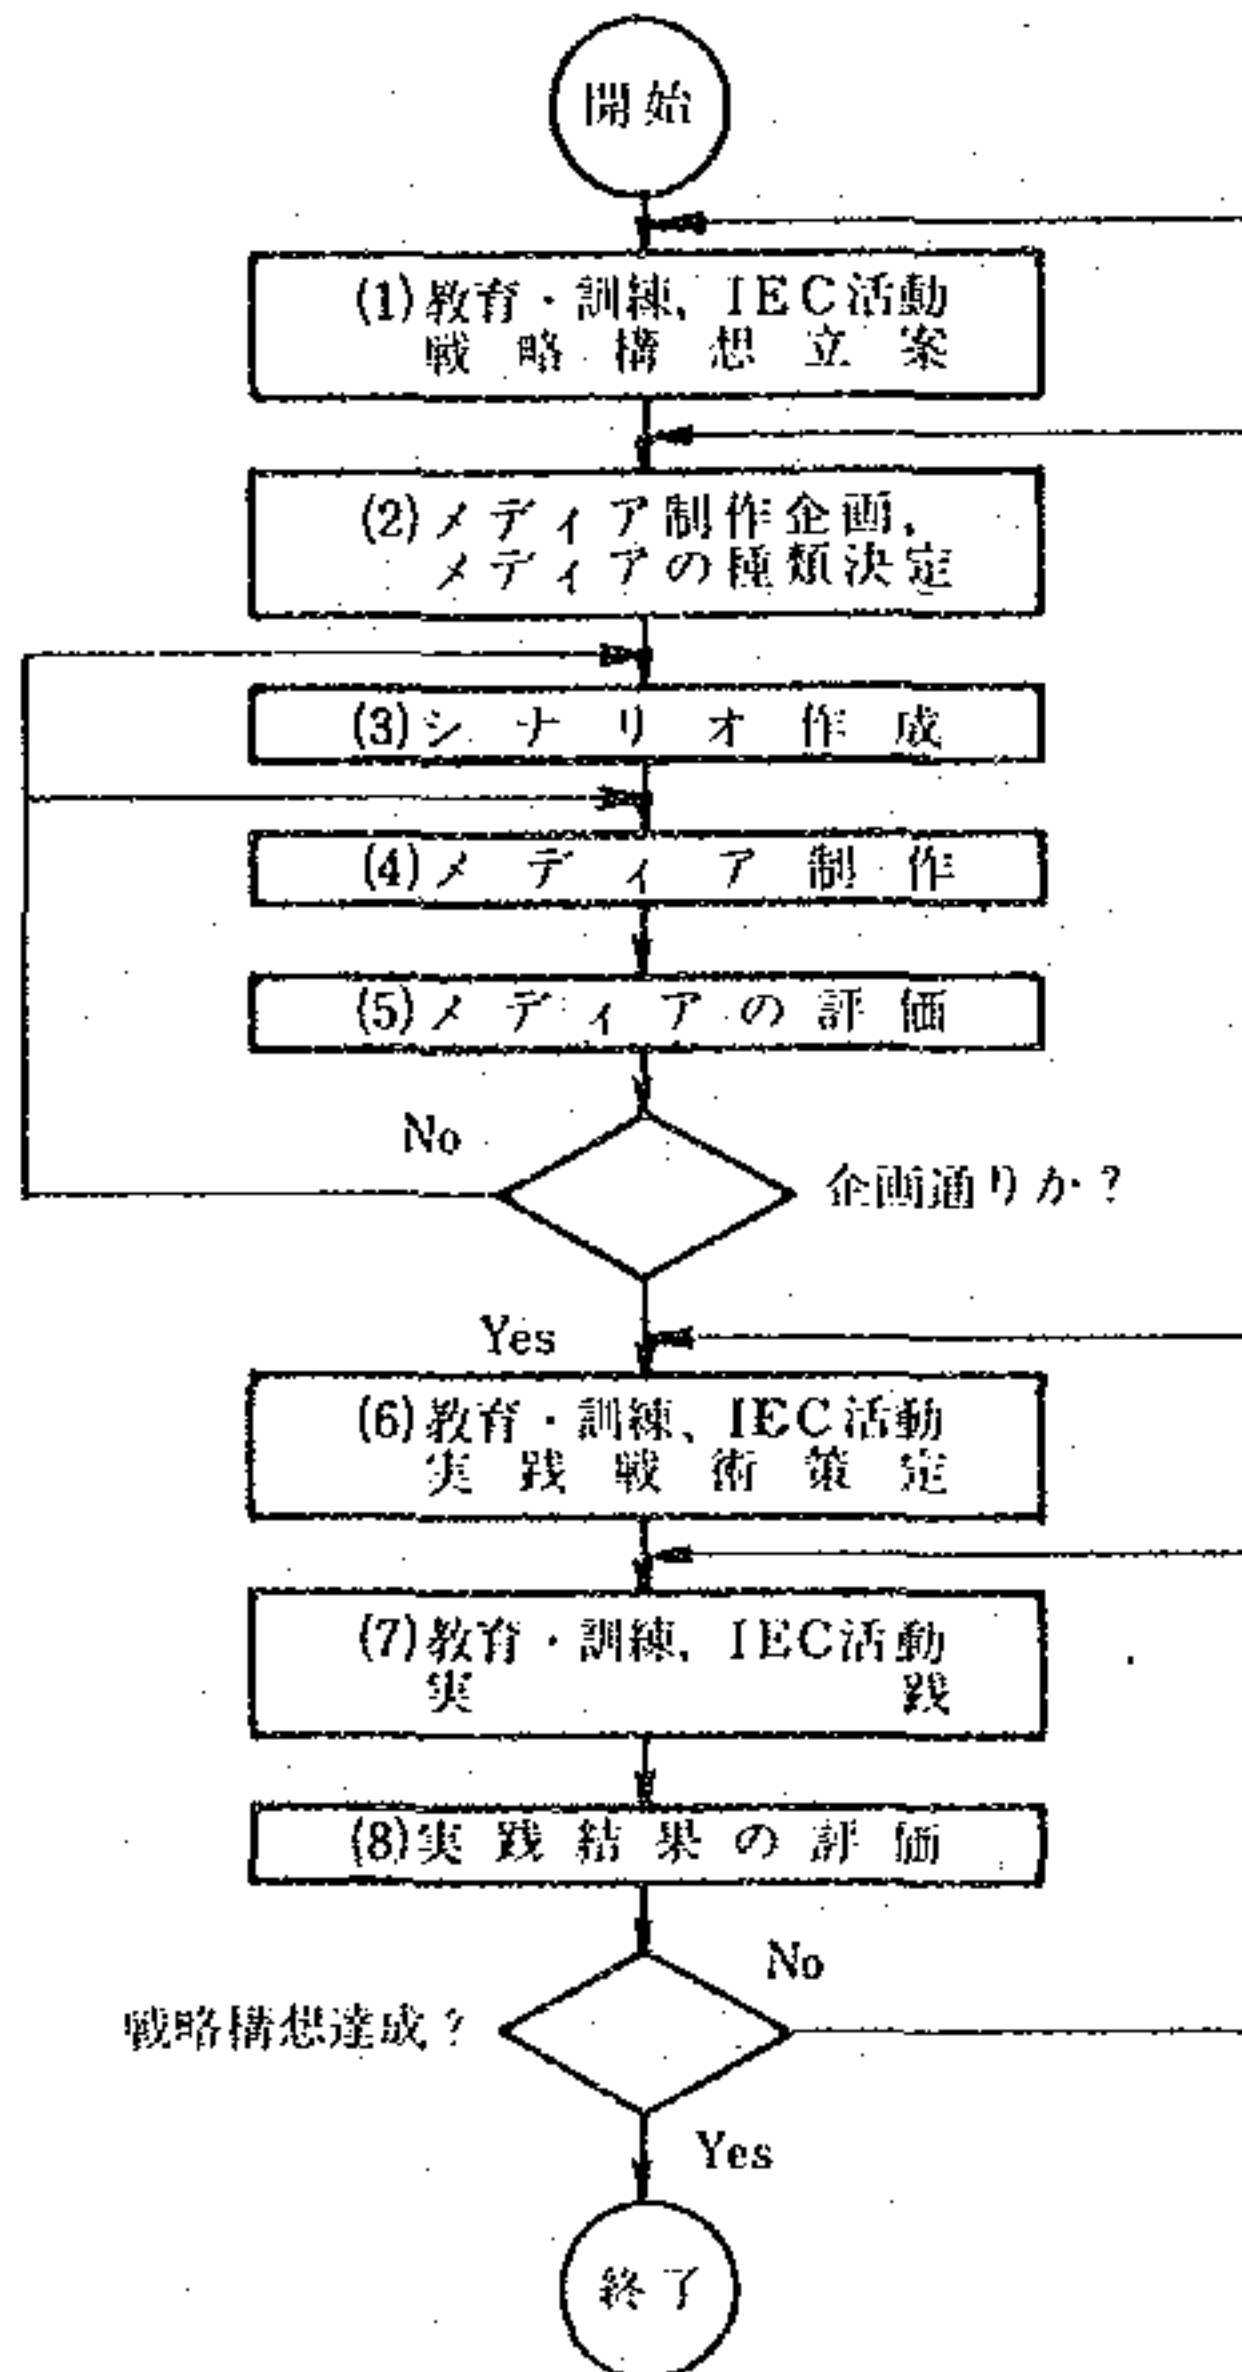 開始
(1)教育・訓練、IEC活動
戦略構想立案
(2)メディア制作企画、
メディアの種類決定
(3)シナリオ作成
(4)メディア制作
(5)メディアの評価
No
企画通りか？
Yes
(6)教育・訓練、IEC活動
実践戦術策定
(7)教育・訓練、IEC活動
実践
(8)実践結果の評価
No
戦略構想達成？
Yes
終了